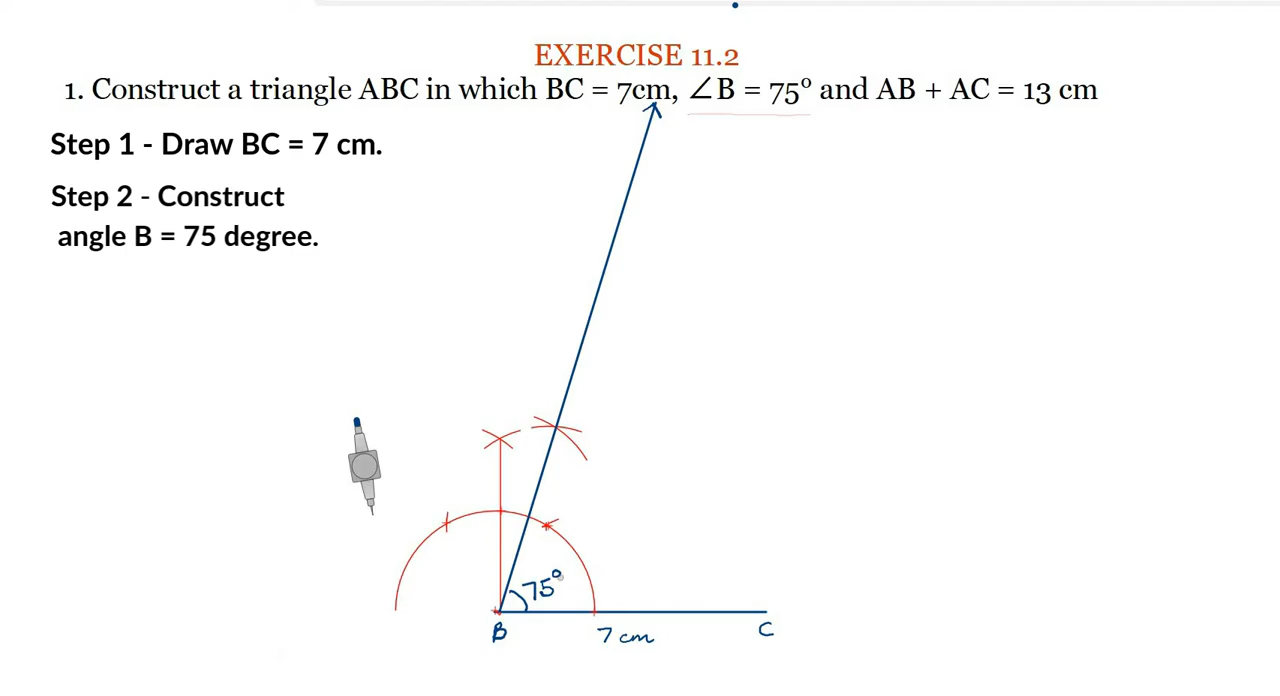 EXERCISE 11.2
1. Construct a triangle ABC in which BC = 7cm, ∠B = 75° and AB + AC = 13 cm
Step 1 - Draw BC = 7 cm.
Step 2 - Construct
angle B = 75 degree.
75°
B
7 cm
C